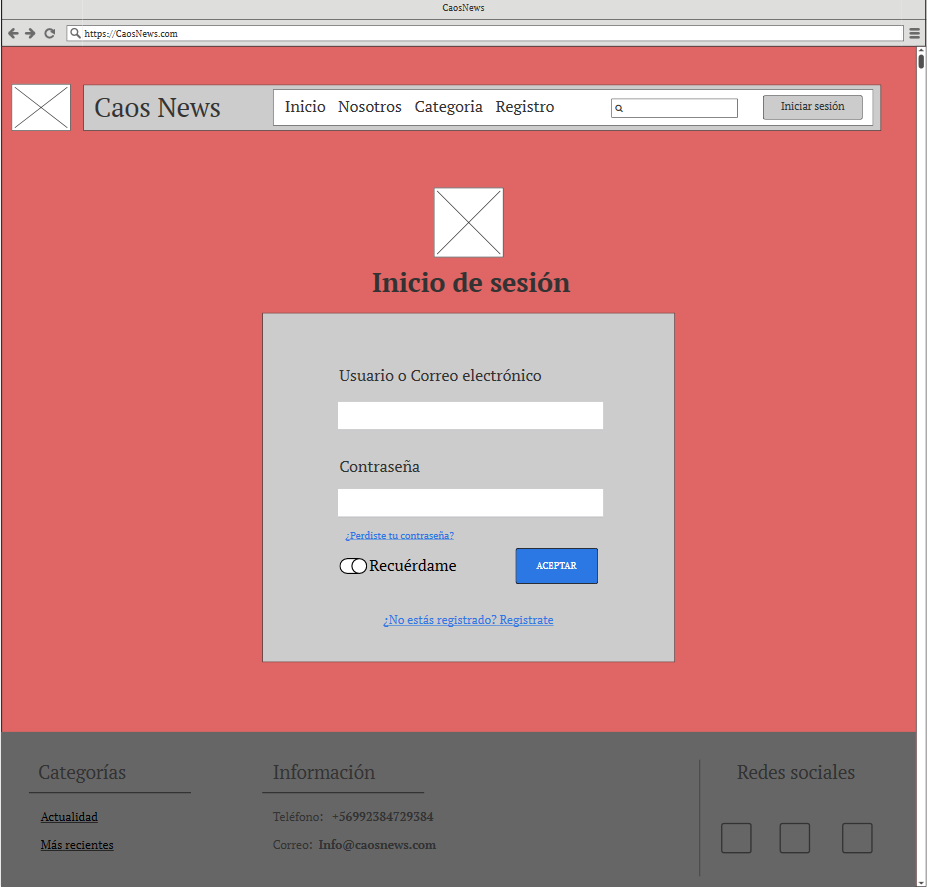 CaosNews
https://CaosNews.com
Caos News
Inicio Nosotros Categoria Registro
Iniciar sesión
Inicio de sesión
Usuario o Correo electrónico
Contraseña
¿Perdiste tu contraseña?
Recuérdame
ACEPTAR
¿No estás registrado? Registrate
Categorías
Actualidad
Más recientes
Información
Teléfono: +56992384729384
Correo: Info@caosnews.com
Redes sociales